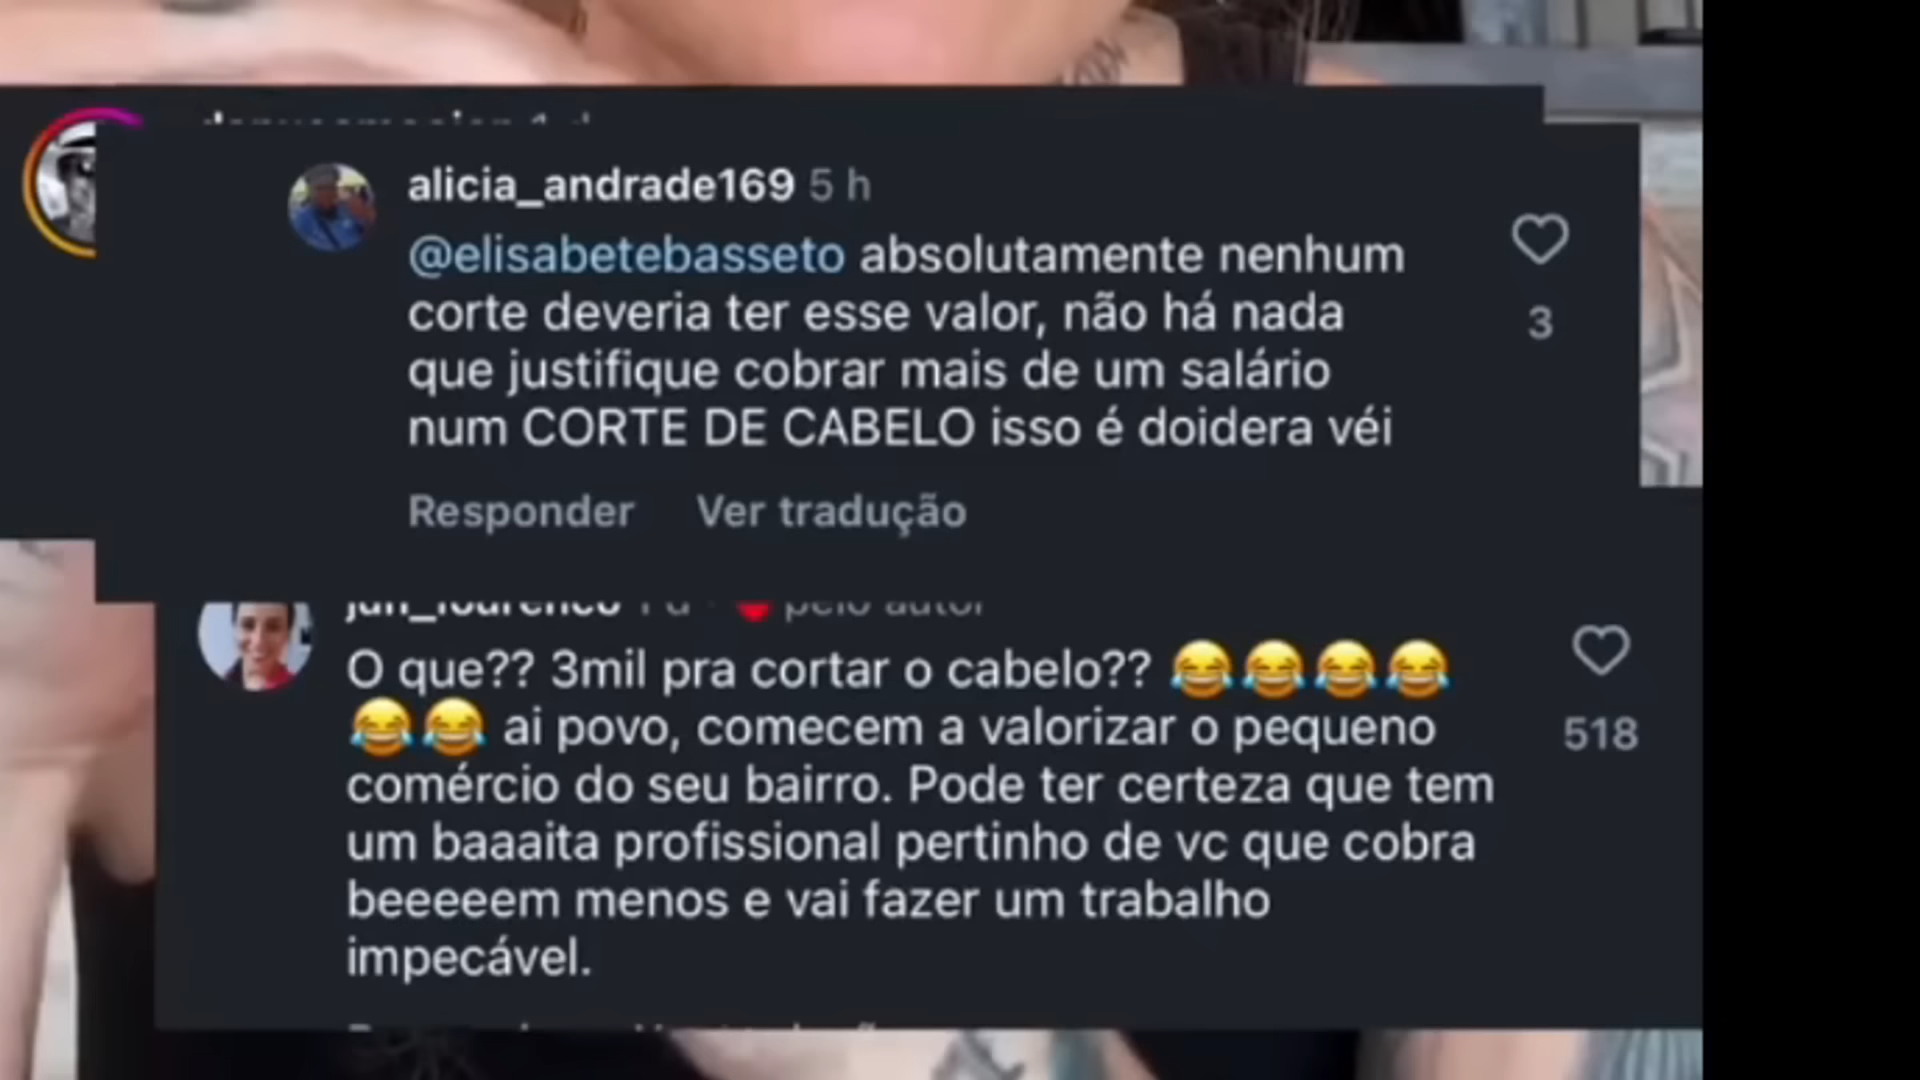 alicia_andrade169 5 h
@elisabetebasseto absolutamente nenhum
corte deveria ter esse valor, não há nada
que justifique cobrar mais de um salário
num CORTE DE CABELO isso é doidera véi
3
Responder Ver tradução
pelo autor
O que?? 3mil pra cortar o cabelo?? 😂😂😂😂
😂😂 ai povo, comecem a valorizar o pequeno
518
comércio do seu bairro. Pode ter certeza que tem
um baaaita profissional pertinho de vc que cobra
beeeeem menos e vai fazer um trabalho
impecável.